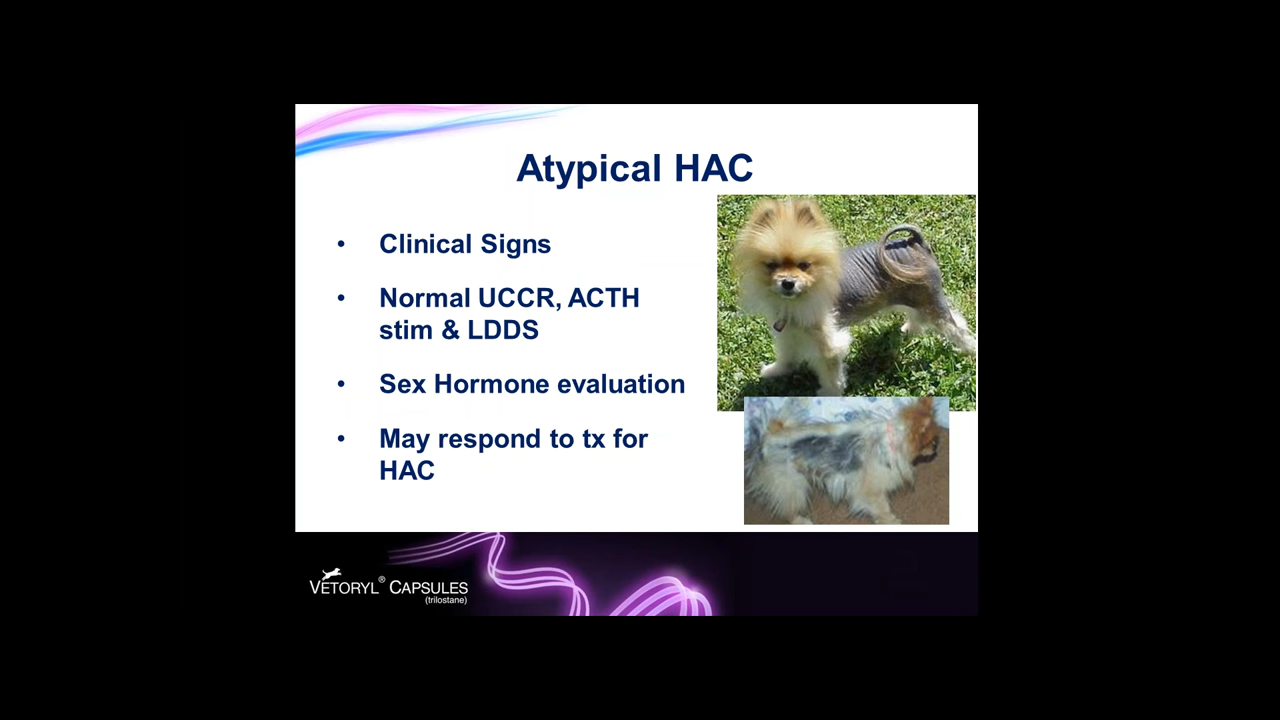 Atypical HAC
• Clinical Signs
• Normal UCCR, ACTH
stim & LDDS
• Sex Hormone evaluation
• May respond to tx for
HAC
VETORYL® CAPSULES
(trilostane)